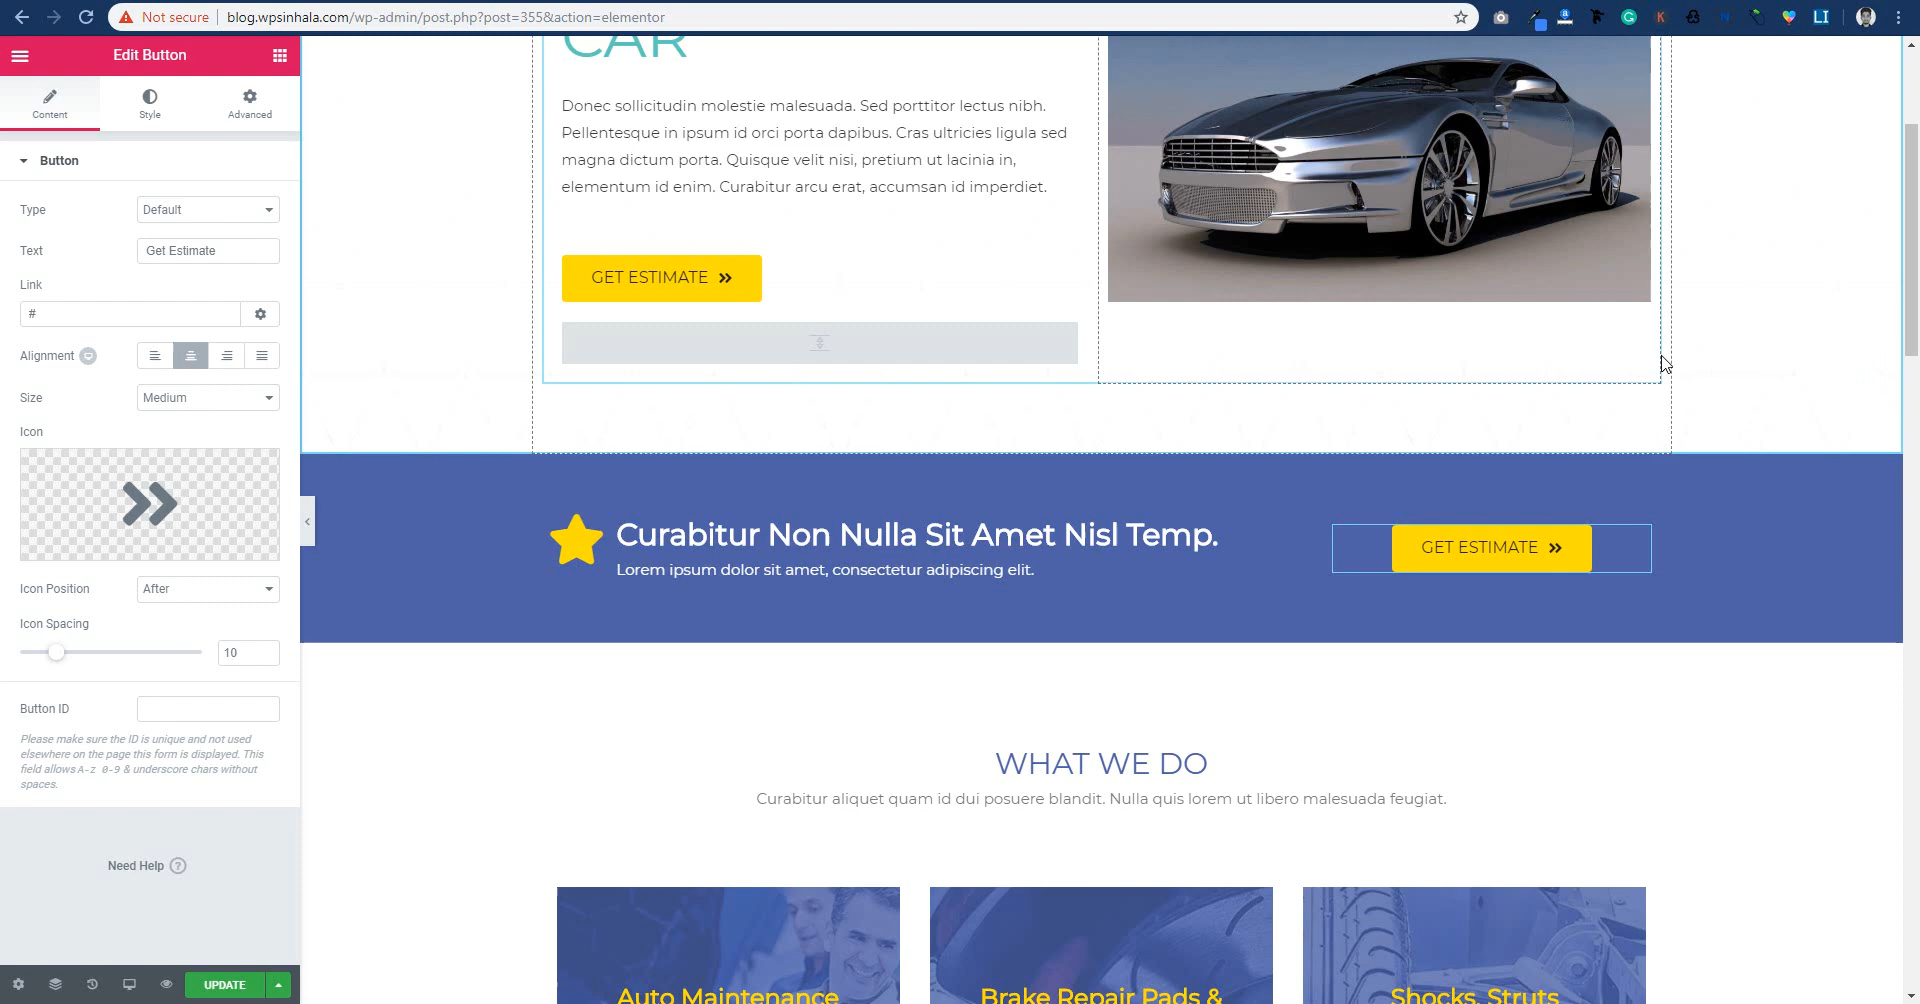 Not secure
blog.wpsinhala.com/wp-admin/post.php?post=355&action=elementor
Edit Button
Content
Style
Advanced
Button
Type
Default
Text
Get Estimate
Link
#
Alignment
Size
Medium
Icon
Icon Position
After
Icon Spacing
10
Button ID
Please make sure the ID is unique and not used
elsewhere on the page this form is displayed. This
field allows A-z 0-9 & underscore chars without
spaces.
Need Help
?
UPDATE
CAR
Donec sollicitudin molestie malesuada. Sed porttitor lectus nibh.
Pellentesque in ipsum id orci porta dapibus. Cras ultricies ligula sed
magna dictum porta. Quisque velit nisi, pretium ut lacinia in,
elementum id enim. Curabitur arcu erat, accumsan id imperdiet.
GET ESTIMATE
Curabitur Non Nulla Sit Amet Nisl Temp.
Lorem ipsum dolor sit amet, consectetur adipiscing elit.
GET ESTIMATE
WHAT WE DO
Curabitur aliquet quam id dui posuere blandit. Nulla quis lorem ut libero malesuada feugiat.
Auto Maintenance
Brake Repair Pads &
Shocks, Struts